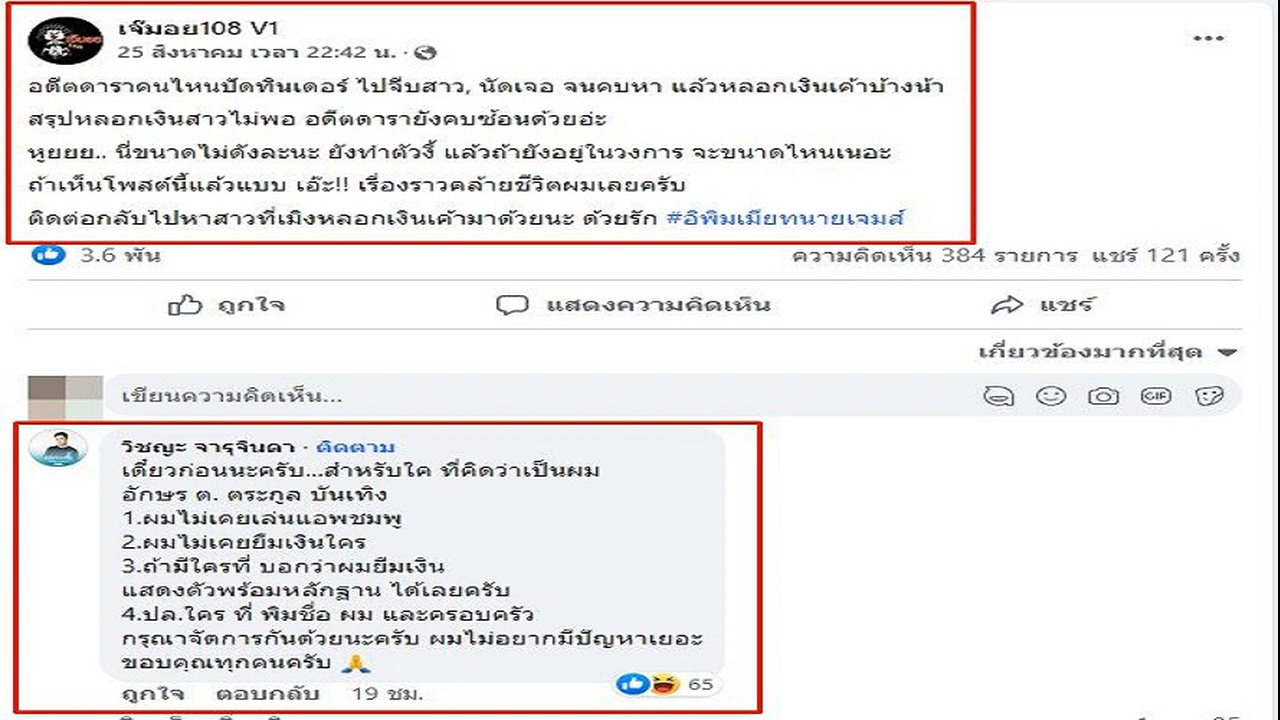 เจ๊มอย108 V1
25 สิงหาคม เวลา 22:42 น. ·
อดีตดาราคนไหนปัดทินเดอร์ ไปจีบสาว, นัดเจอ จนคบหา แล้วหลอกเงินเค้าบ้างน้า
สรุปหลอกเงินสาวไม่พอ อดีตดารายังคบซ้อนด้วยอ่ะ
หูยยย.. นี่ขนาดไม่ดังละนะ ยังทำตัวงี้ แล้วถ้ายังอยู่ในวงการ จะขนาดไหนเนอะ
ถ้าเห็นโพสต์นี้แล้วแบบ เอ๊ะ!! เรื่องราวคล้ายชีวิตผมเลยครับ
ติดต่อกลับไปหาสาวที่เมิงหลอกเงินเค้ามาด้วยนะ ด้วยรัก #อิพิมเมียทนายเจมส์
3.6 พัน ความคิดเห็น 384 รายการ แชร์ 121 ครั้ง
ถูกใจ แสดงความคิดเห็น แชร์
เกี่ยวข้องมากที่สุด
เขียนความคิดเห็น... GIF
วิชญะ จารุจินดา · ติดตาม
เดี๋ยวก่อนนะครับ...สำหรับใค ที่คิดว่าเป็นผม
อักษร ต. ตระกูล บันเทิง
1.ผมไม่เคยเล่นแอพชมพู
2.ผมไม่เคยยืมเงินใคร
3.ถ้ามีใครที่ บอกว่าผมยืมเงิน
แสดงตัวพร้อมหลักฐาน ได้เลยครับ
4.ปล.ใคร ที่ พิมชื่อ ผม และครอบครัว
กรุณาจัดการกันด้วยนะครับ ผมไม่อยากมีปัญหาเยอะ
ขอบคุณทุกคนครับ 🙏
ถูกใจ ตอบกลับ 19 ชม. 65